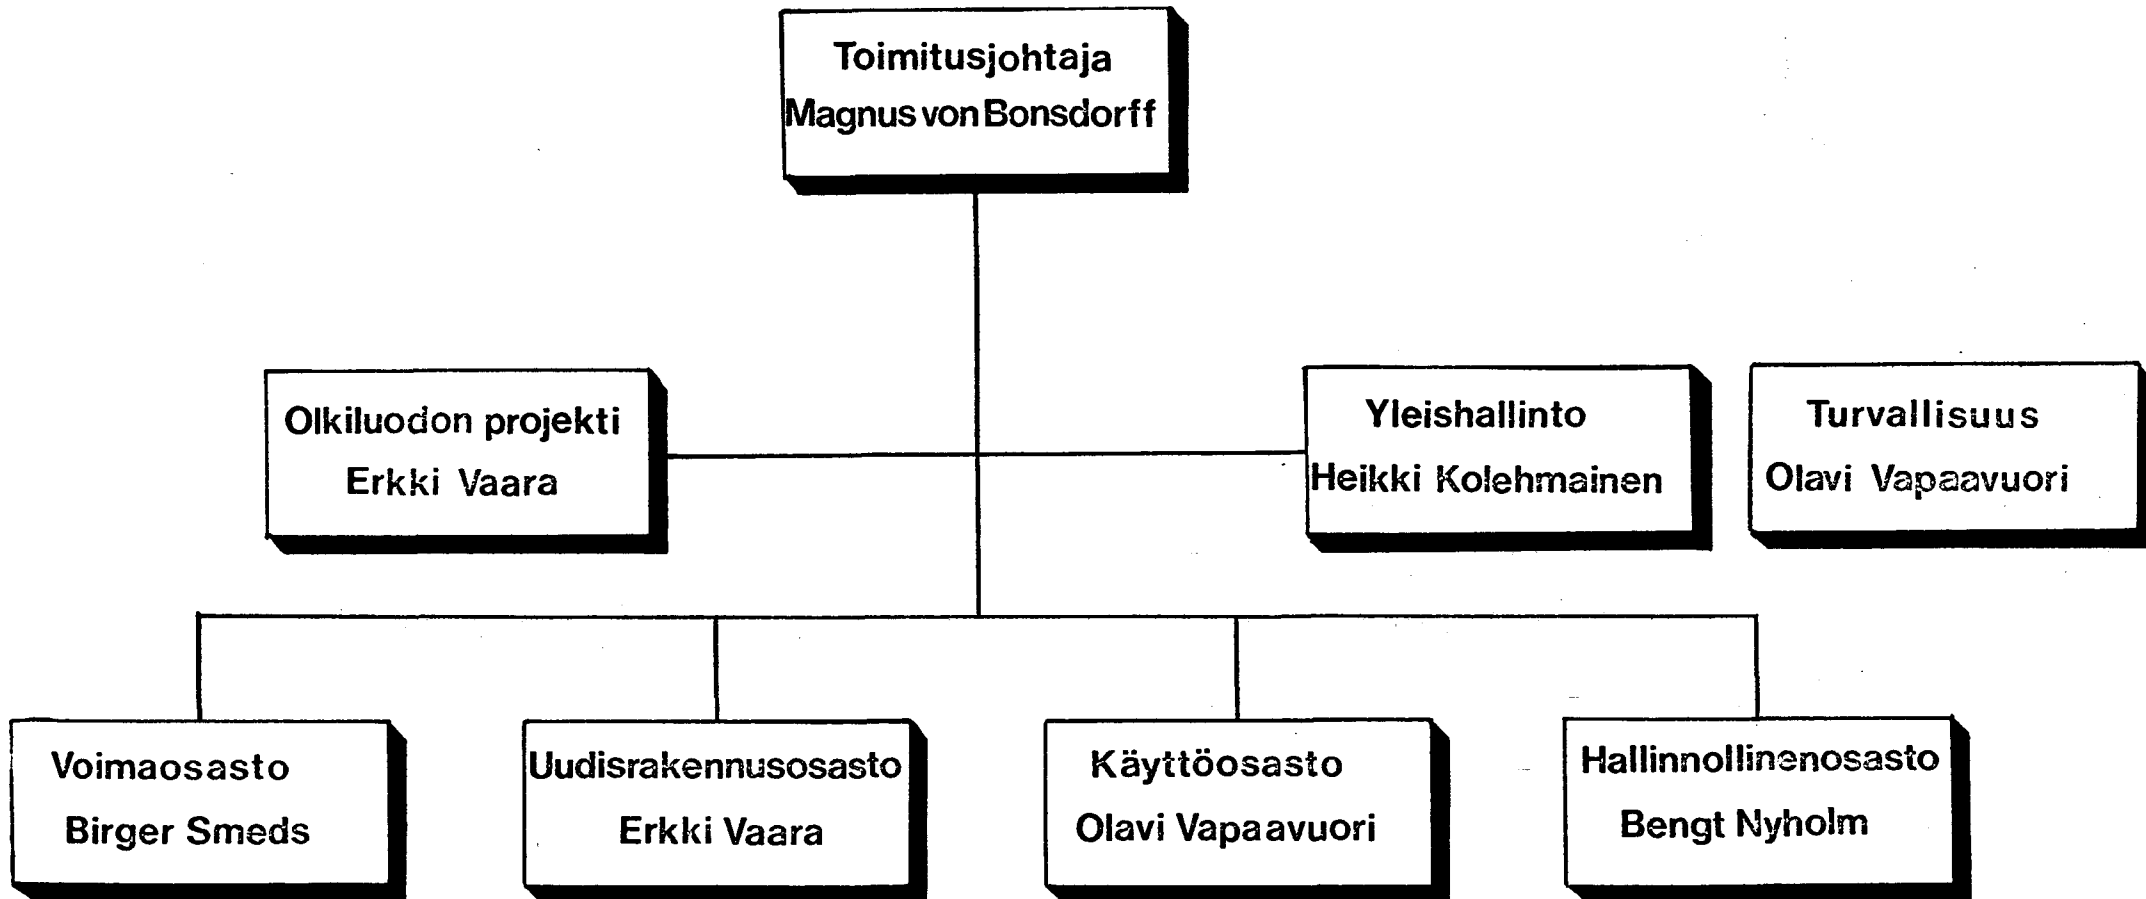 Toimitusjohtaja
Magnus von Bonsdorff
Olkiluodon projekti
Erkki Vaara
Yleishallinto
Heikki Kolehmainen
Turvallisuus
Olavi Vapaavuori
Voimaosasto
Birger Smeds
Uudisrakennusosasto
Erkki Vaara
Käyttöosasto
Olavi Vapaavuori
Hallinnollinenosasto
Bengt Nyholm